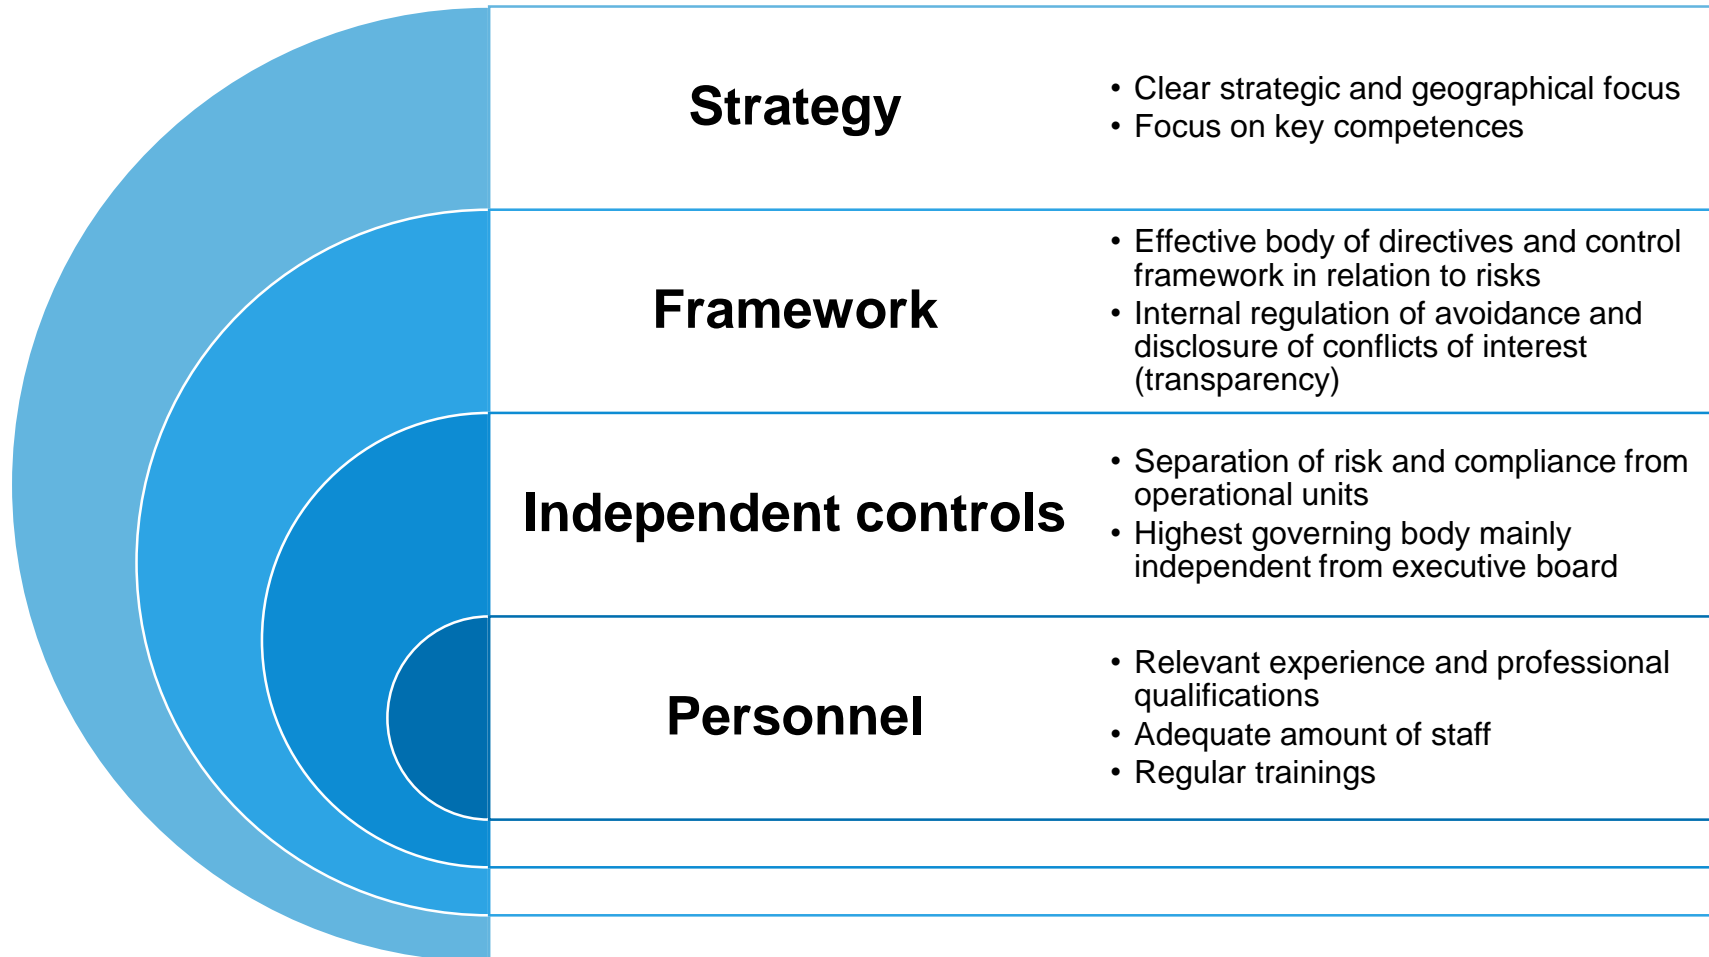 Strategy
• Clear strategic and geographical focus
• Focus on key competences
Framework
• Effective body of directives and control
framework in relation to risks
• Internal regulation of avoidance and
disclosure of conflicts of interest
(transparency)
Independent controls
• Separation of risk and compliance from
operational units
• Highest governing body mainly
independent from executive board
Personnel
• Relevant experience and professional
qualifications
• Adequate amount of staff
• Regular trainings